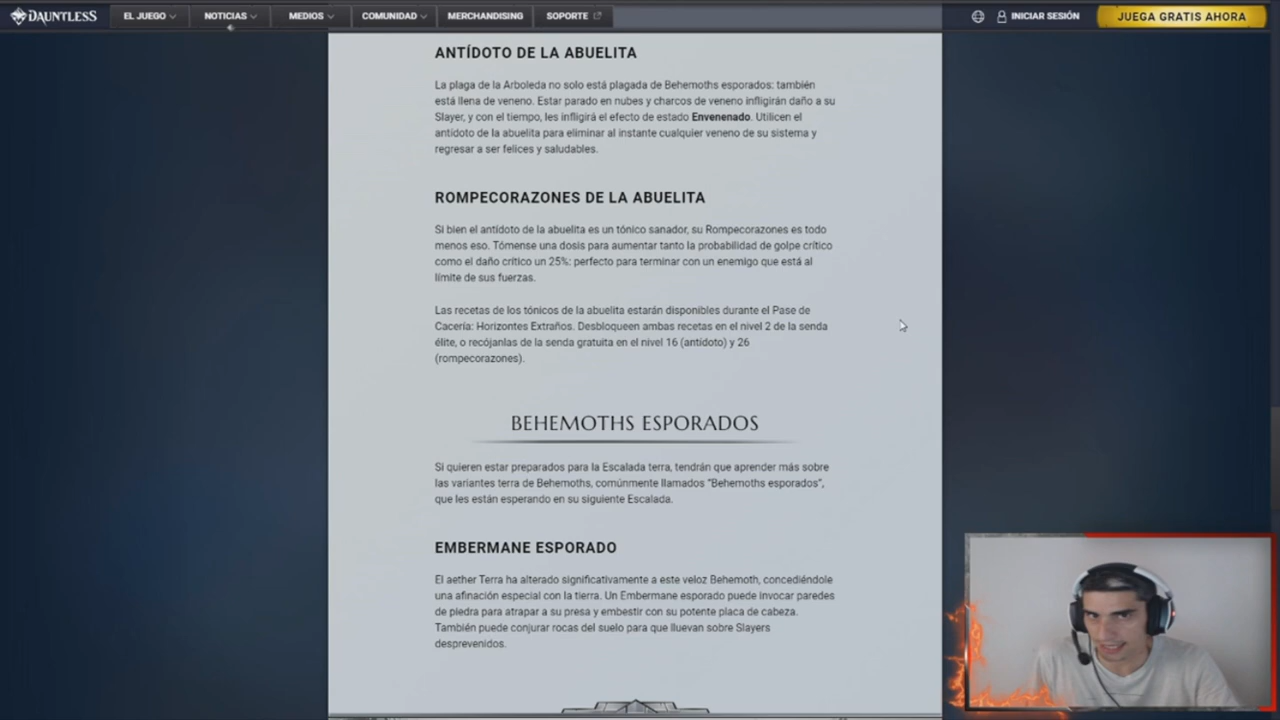 DAUNTLESS
EL JUEGO
NOTICIAS
MEDIOS
COMUNIDAD
MERCHANDISING
SOPORTE
INICIAR SESIÓN
JUEGA GRATIS AHORA
ANTÍDOTO DE LA ABUELITA
La plaga de la Arboleda no solo está plagada de Behemoths esporados: también
está llena de veneno. Estar parado en nubes y charcos de veneno infligirán daño a su
Slayer, y con el tiempo, les infligirá el efecto de estado Envenenado. Utilicen el
antídoto de la abuelita para eliminar al instante cualquier veneno de su sistema y
regresar a ser felices y saludables.
ROMPECORAZONES DE LA ABUELITA
Si bien el antídoto de la abuelita es un tónico sanador, su Rompecorazones es todo
menos eso. Tómense una dosis para aumentar tanto la probabilidad de golpe crítico
como el daño crítico un 25%: perfecto para terminar con un enemigo que está al
límite de sus fuerzas.
Las recetas de los tónicos de la abuelita estarán disponibles durante el Pase de
Cacería: Horizontes Extraños. Desbloqueen ambas recetas en el nivel 2 de la senda
élite, o recójanlas de la senda gratuita en el nivel 16 (antídoto) y 26
(rompecorazones).
BEHEMOTHS ESPORADOS
Si quieren estar preparados para la Escalada terra, tendrán que aprender más sobre
las variantes terra de Behemoths, comúnmente llamados "Behemoths esporados",
que les están esperando en su siguiente Escalada.
EMBERMANE ESPORADO
El aether Terra ha alterado significativamente a este veloz Behemoth, concediéndole
una afinación especial con la tierra. Un Embermane esporado puede invocar paredes
de piedra para atrapar a su presa y embestir con su potente placa de cabeza.
También puede conjurar rocas del suelo para que lluevan sobre Slayers
desprevenidos.